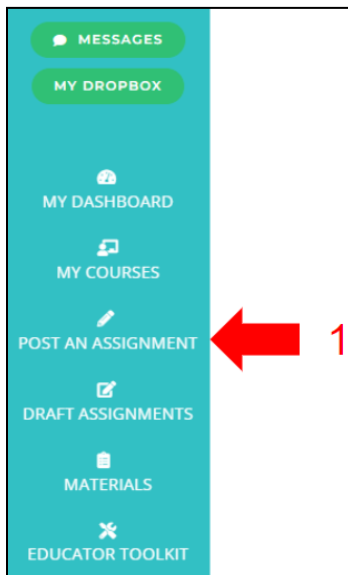 MESSAGES
MY DROPBOX
MY DASHBOARD
MY COURSES
POST AN ASSIGNMENT
1
DRAFT ASSIGNMENTS
MATERIALS
EDUCATOR TOOLKIT